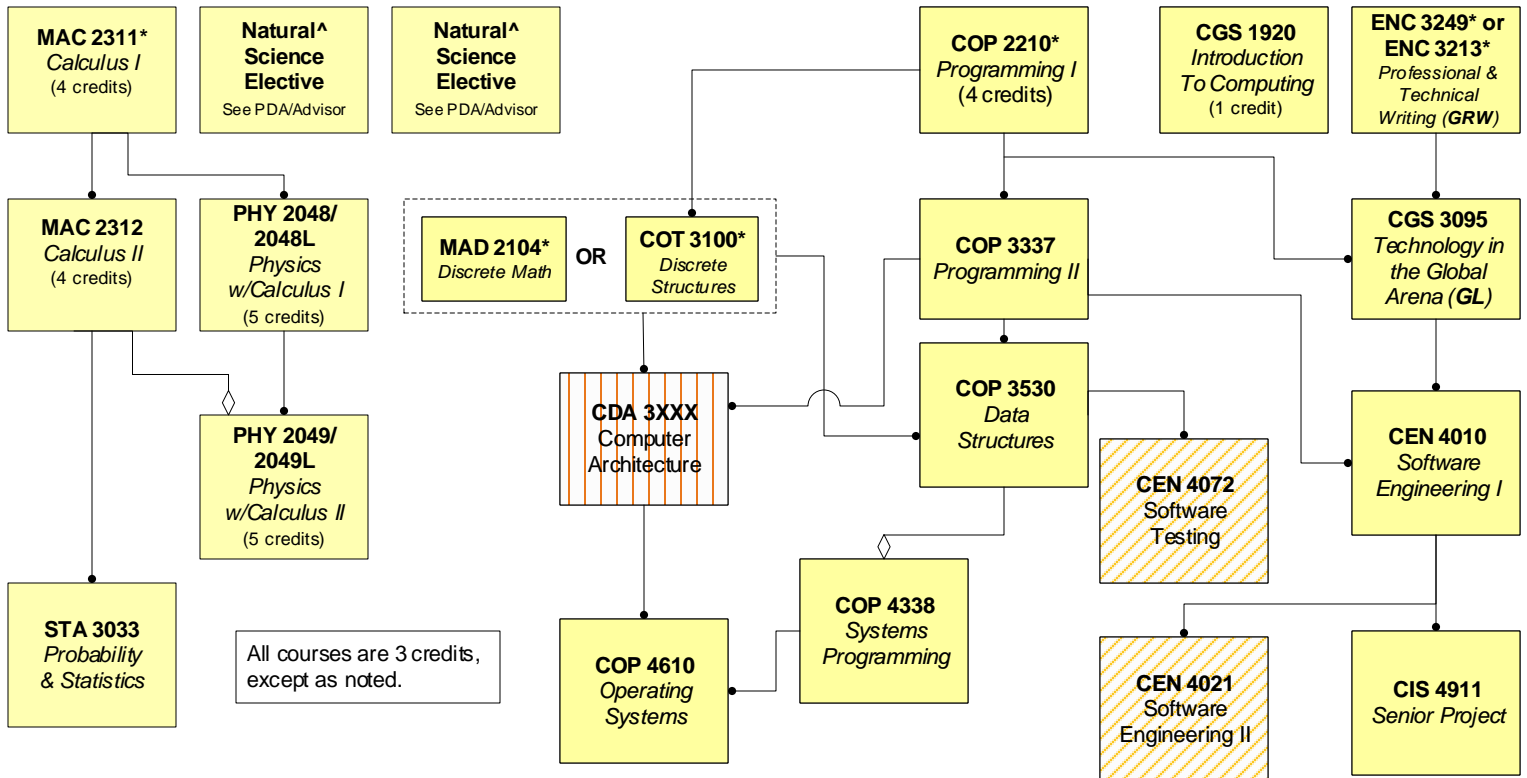 MAC 2311*
Calculus I
(4 credits)
Natural^
Science
Elective
See PDA/Advisor
Natural^
Science
Elective
See PDA/Advisor
COP 2210*
Programming I
(4 credits)
CGS 1920
Introduction
To Computing
(1 credit)
ENC 3249* or
ENC 3213*
Professional &
Technical
Writing (GRW)
MAC 2312
Calculus II
(4 credits)
PHY 2048/
2048L
Physics
w/Calculus I
(5 credits)
MAD 2104*
Discrete Math
OR
COT 3100*
Discrete
Structures
COP 3337
Programming II
CGS 3095
Technology in
the Global
Arena (GL)
PHY 2049/
2049L
Physics
w/Calculus II
(5 credits)
CDA 3XXX
Computer
Architecture
COP 3530
Data
Structures
CEN 4072
Software
Testing
CEN 4010
Software
Engineering I
STA 3033
Probability
& Statistics
All courses are 3 credits,
except as noted.
COP 4610
Operating
Systems
COP 4338
Systems
Programming
CEN 4021
Software
Engineering II
CIS 4911
Senior Project